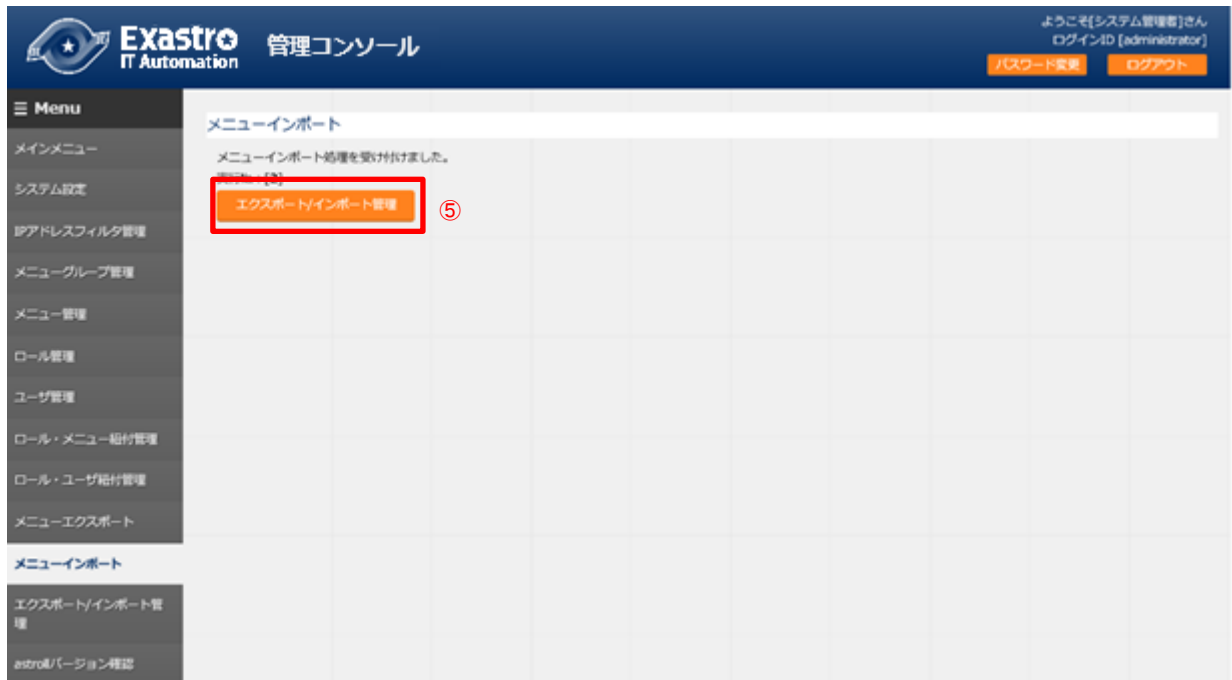 Exastro
IT Automation
管理コンソール
ようこそ[システム管理者]さん
ログインID [administrator]
パスワード変更
ログアウト
☰ Menu
メインメニュー
システム設定
IPアドレスフィルタ管理
メニューグループ管理
メニュー管理
ロール管理
ユーザ管理
ロール・メニュー紐付管理
ロール・ユーザ紐付管理
メニューエクスポート
メニューインポート
エクスポート/インポート管
理
バージョン確認
メニューインポート
メニューインポート処理を受け付けました。
[2]
エクスポート/インポート管理
⑤